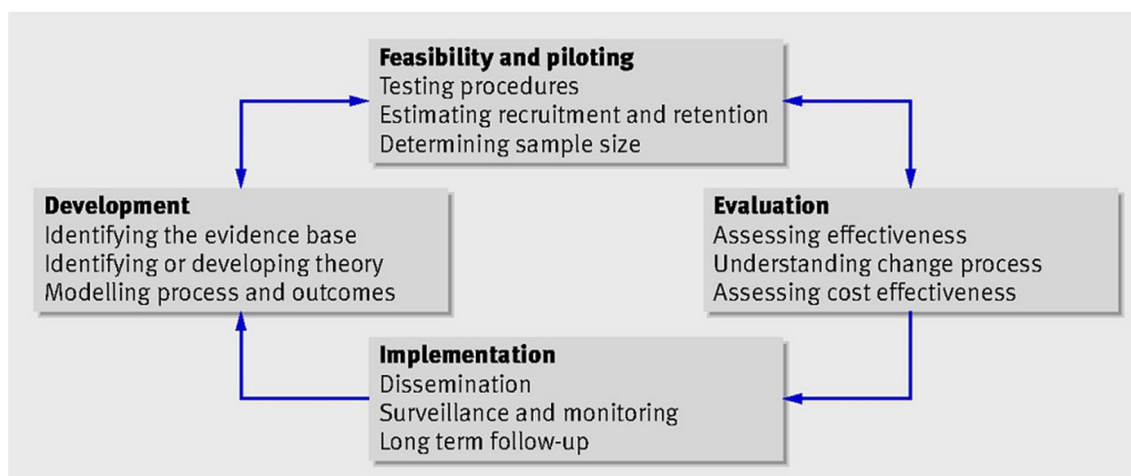 Feasibility and piloting
Testing procedures
Estimating recruitment and retention
Determining sample size
Development
Identifying the evidence base
Identifying or developing theory
Modelling process and outcomes
Evaluation
Assessing effectiveness
Understanding change process
Assessing cost effectiveness
Implementation
Dissemination
Surveillance and monitoring
Long term follow-up